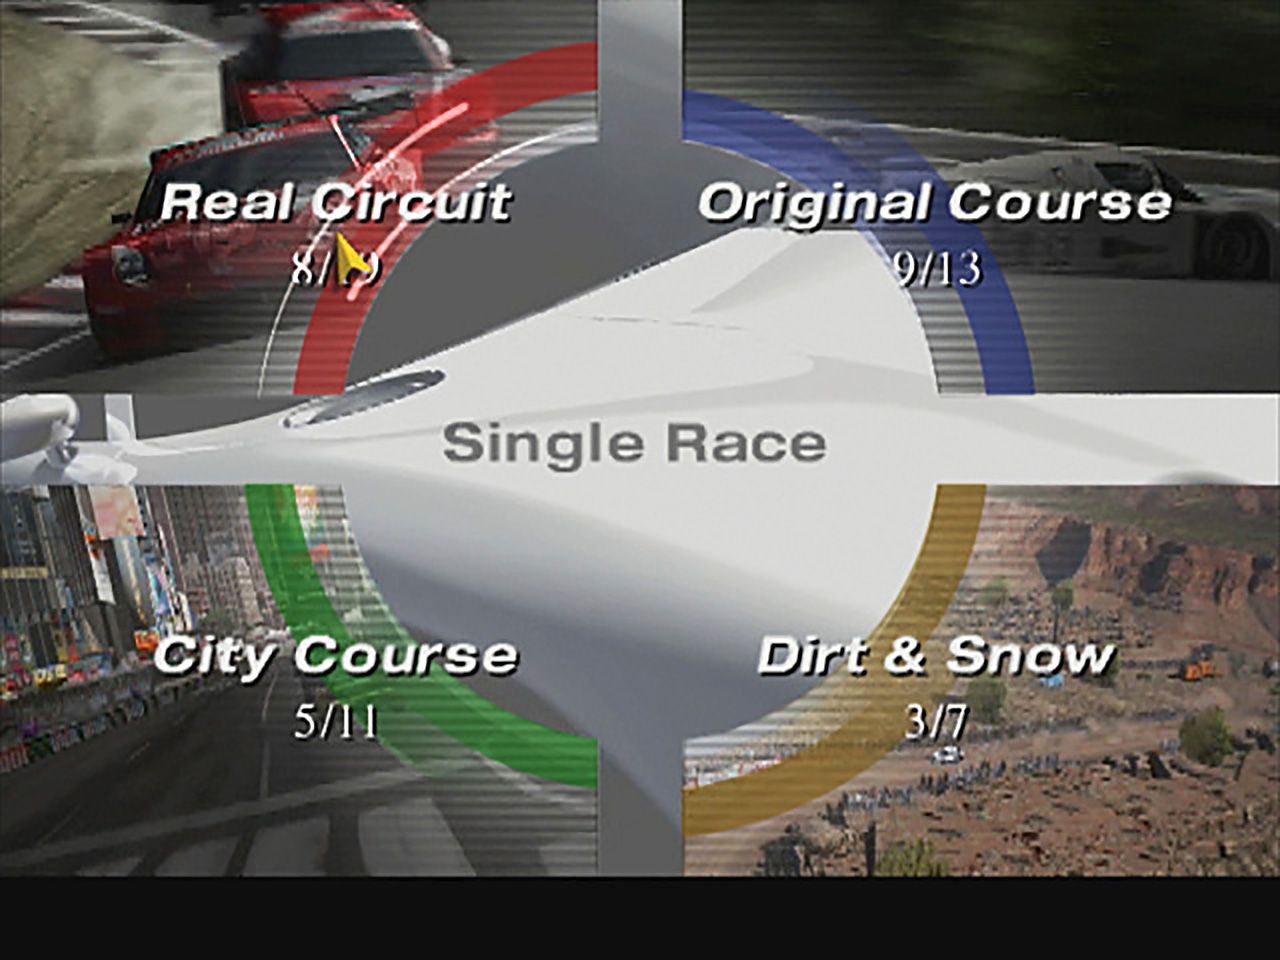 Real Circuit
Original Course
9/13
Single Race
City Course
Dirt & Snow
5/11
3/7